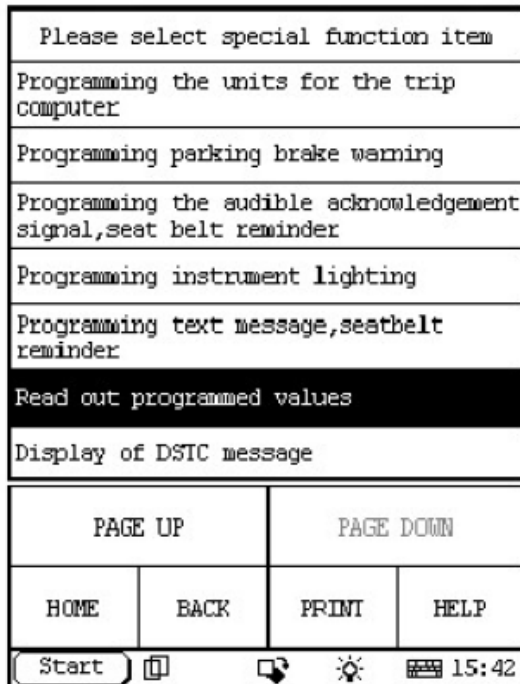 Please select special function item
Programming the units for the trip
computer
Programming parking brake warning
Programming the audible acknowledgement
signal,seat belt reminder
Programming instrument lighting
Programming text message,seatbelt
reminder
Read out programmed values
Display of DSTC message
PAGE UP PAGE DOWN
HOME BACK PRINT HELP
Start 15:42